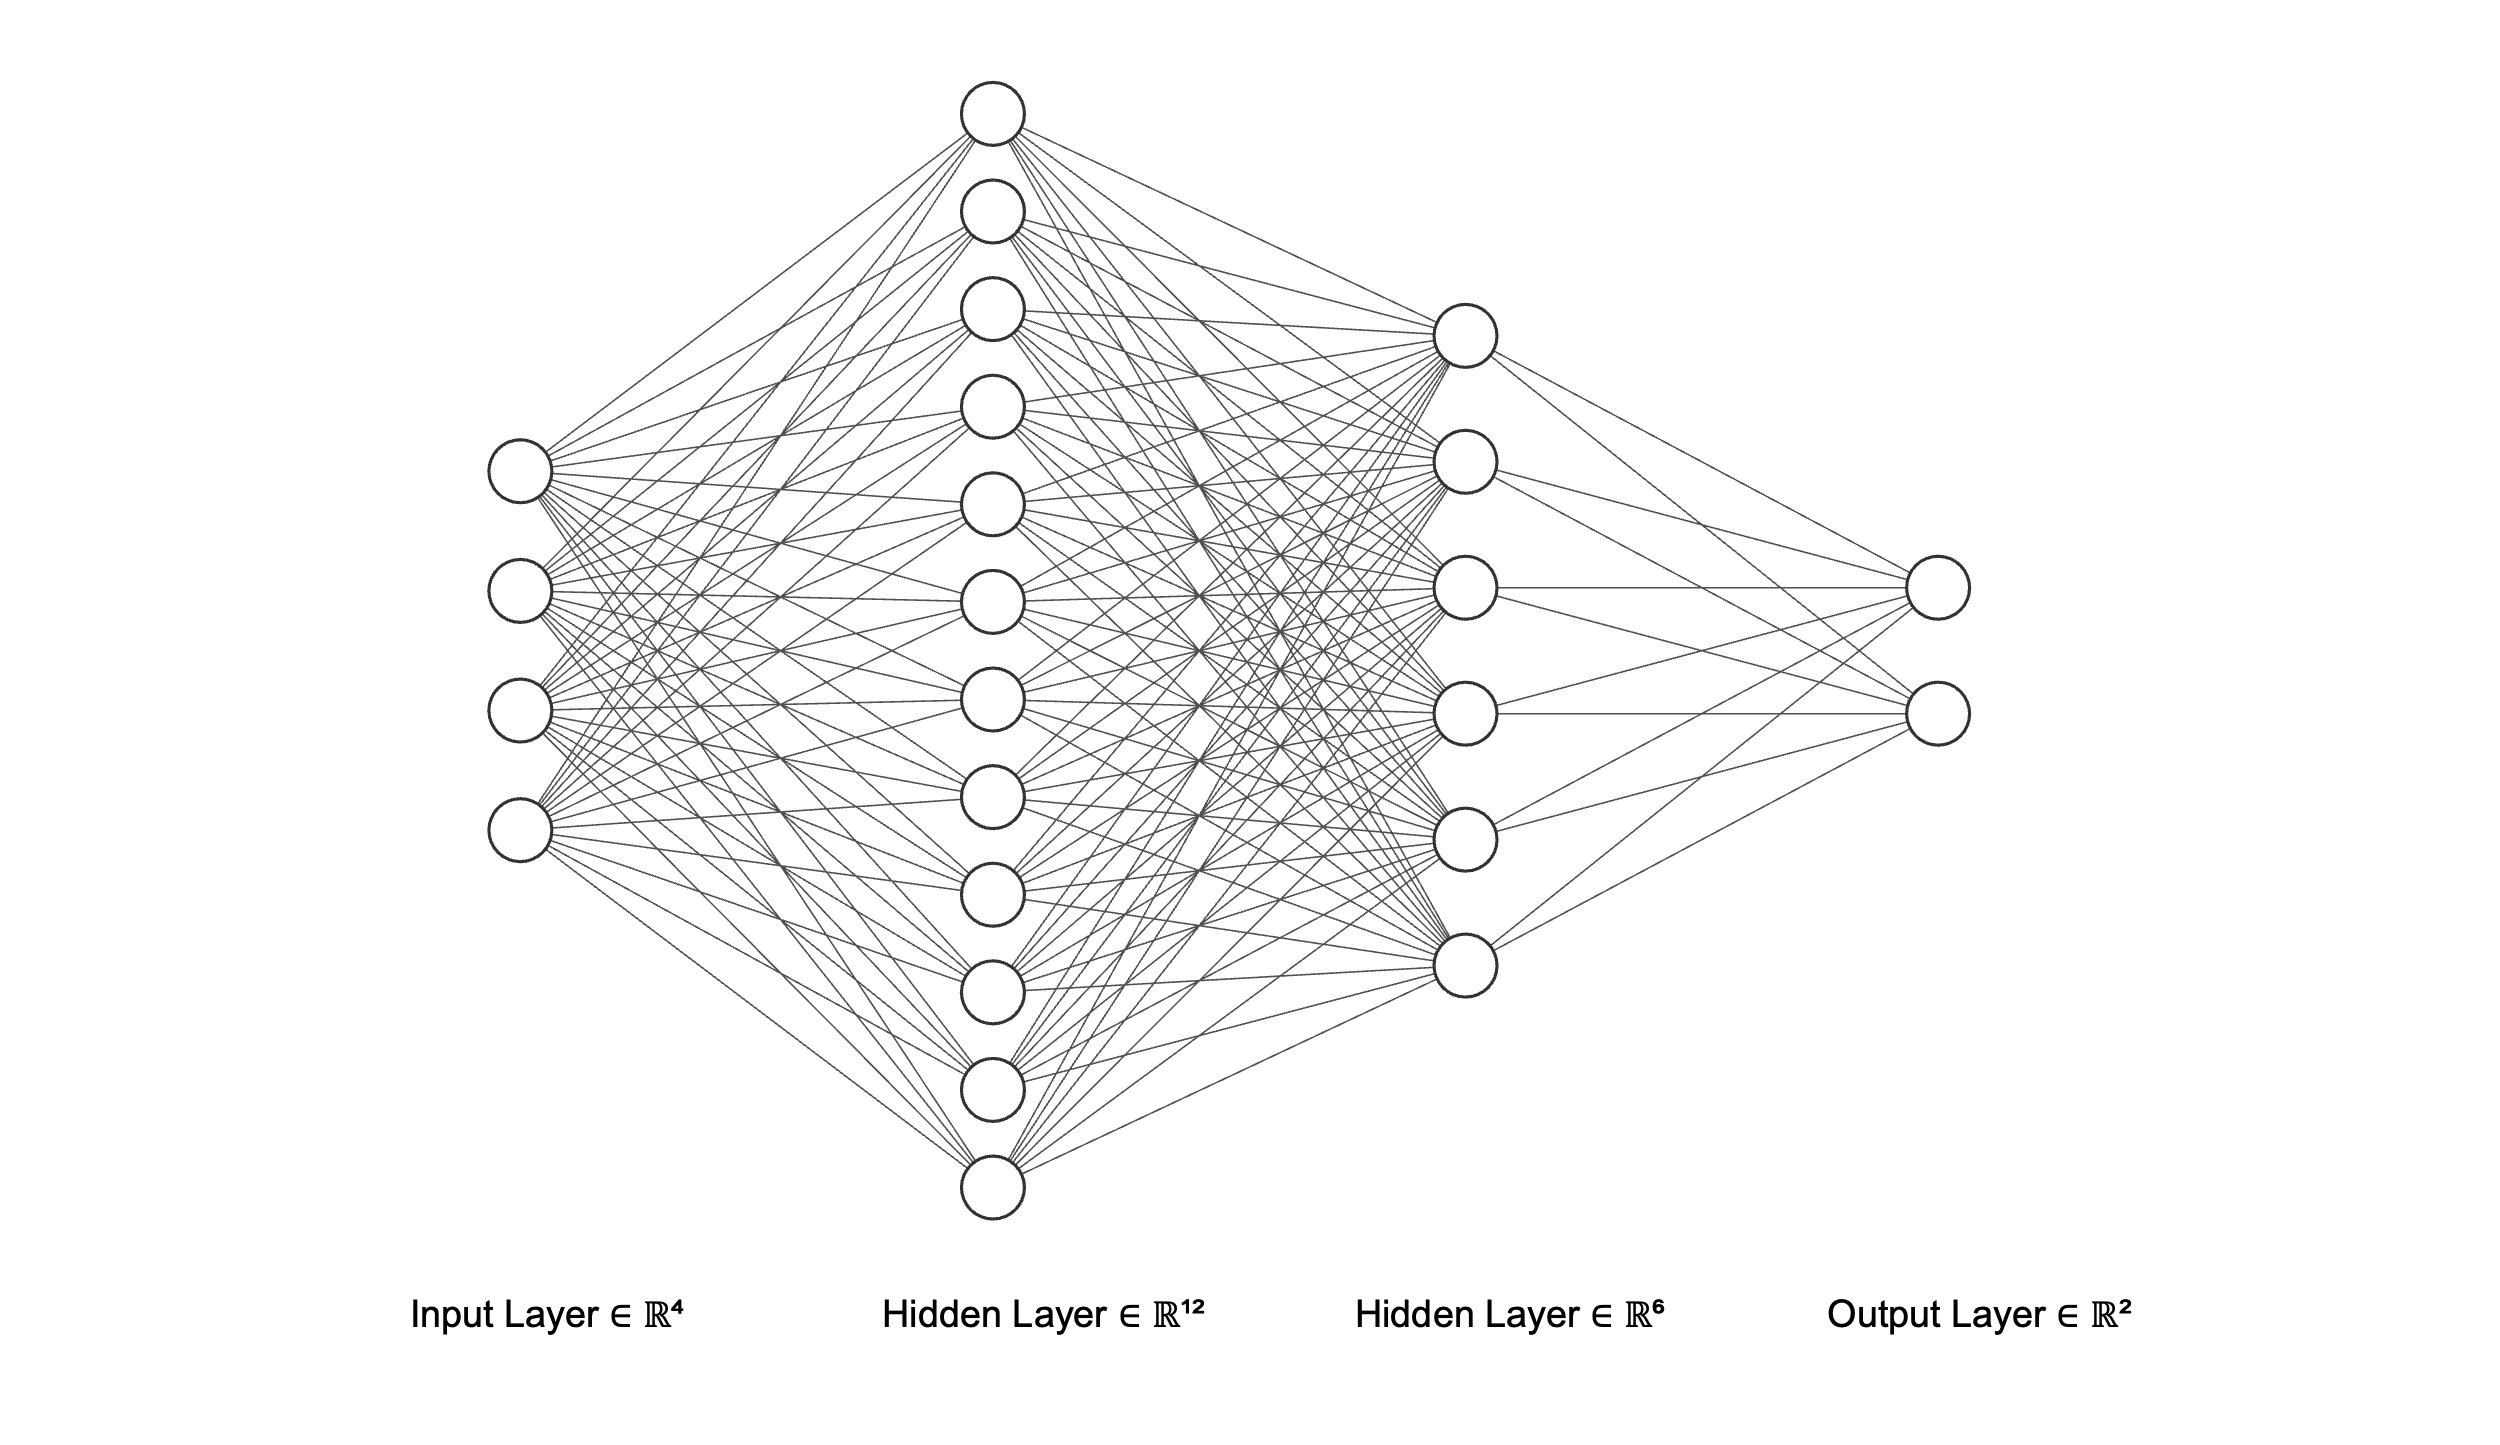 Input Layer ∈ ℝ⁴
Hidden Layer ∈ ℝ¹²
Hidden Layer ∈ ℝ⁶
Output Layer ∈ ℝ²